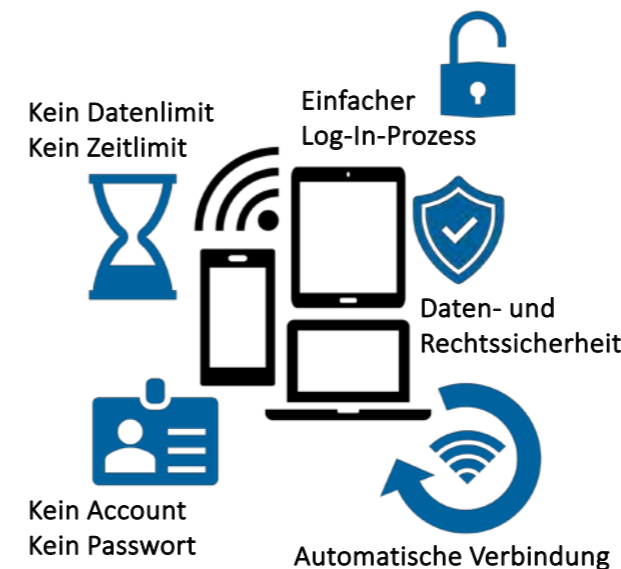 Kein Datenlimit
Kein Zeitlimit
Einfacher
Log-In-Prozess
Daten- und
Rechtssicherheit
Kein Account
Kein Passwort
Automatische Verbindung